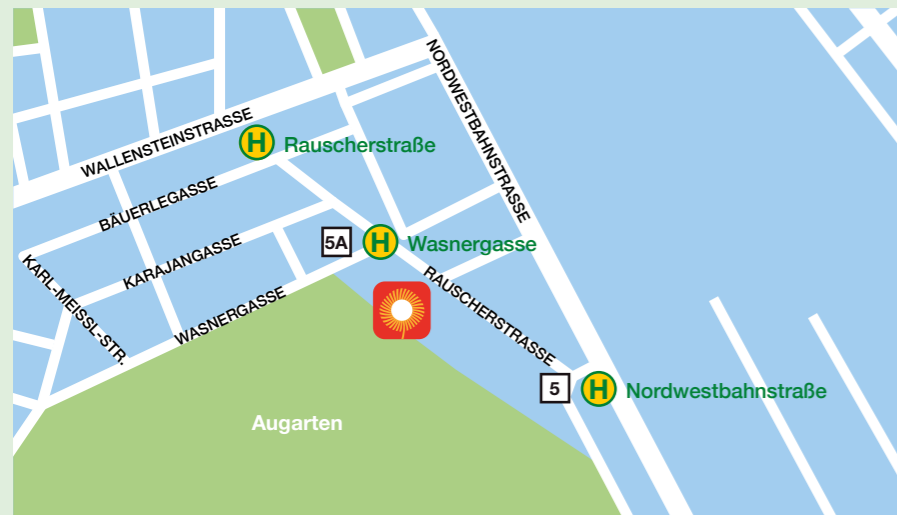 NORDWESTBAHNSTRASSE
WALLENSTEINSTRASSE
H Rauscherstraße
BÄUERLEGASSE
5A H Wasnergasse
KARAJANGASSE
KARL-MEISSL-STR.
WASNERGASSE
RAUSCHERSTRASSE
5 H Nordwestbahnstraße
Augarten